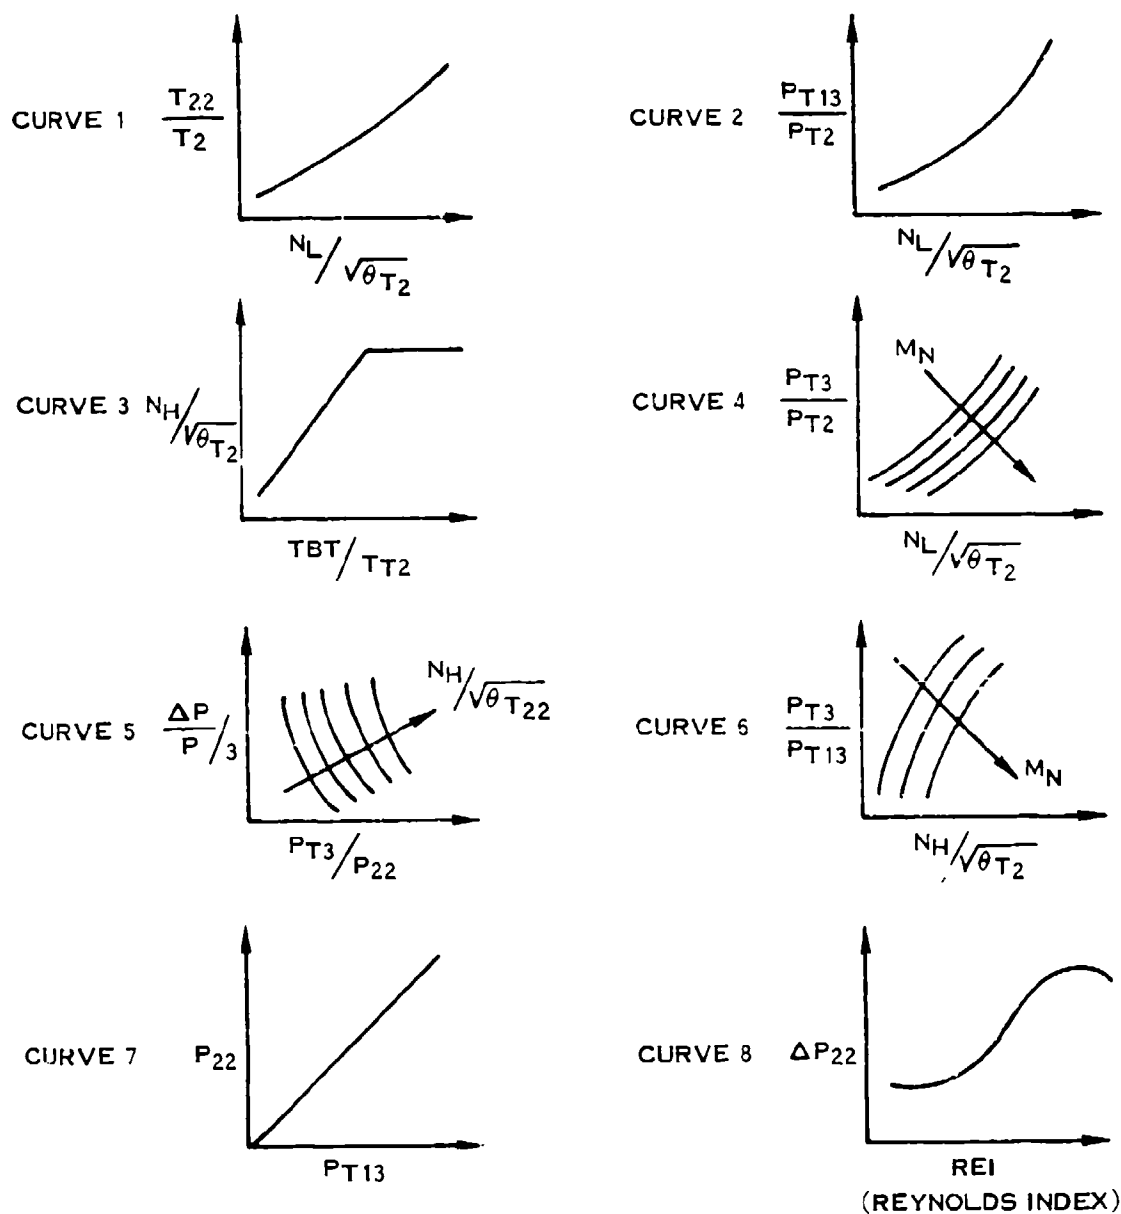 CURVE 1 T2.2/T2
NL/√θT2
CURVE 2 PT13/PT2
NL/√θT2
CURVE 3 NH/√θT2
TBT/TT2
CURVE 4 PT3/PT2
MN
NL/√θT2
CURVE 5 ΔP/P/3
NH/√θT22
PT3/P22
CURVE 6 PT3/PT13
MN
NH/√θT2
CURVE 7 P22
PT13
CURVE 8 ΔP22
REI
(REYNOLDS INDEX)